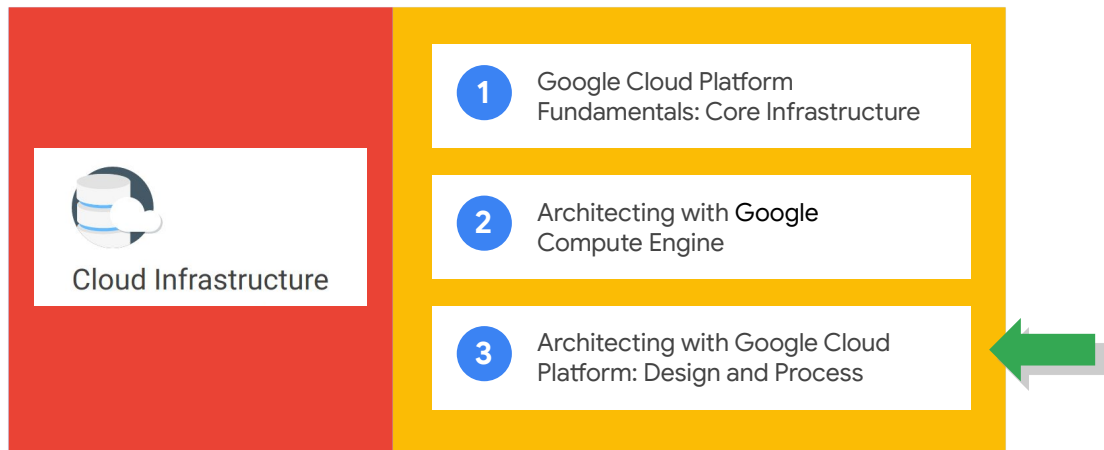 Cloud Infrastructure
1
Google Cloud Platform
Fundamentals: Core Infrastructure
2
Architecting with Google
Compute Engine
3
Architecting with Google Cloud
Platform: Design and Process